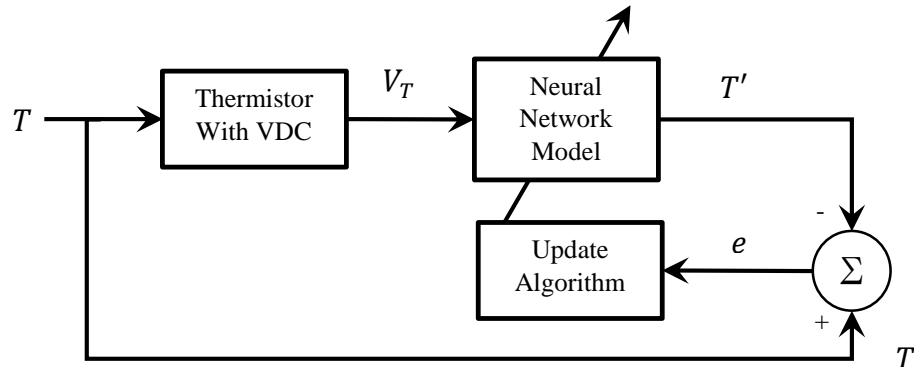 T
Thermistor
With VDC
V_T
Neural
Network
Model
T′
-
Update
Algorithm
e
Σ
+
T